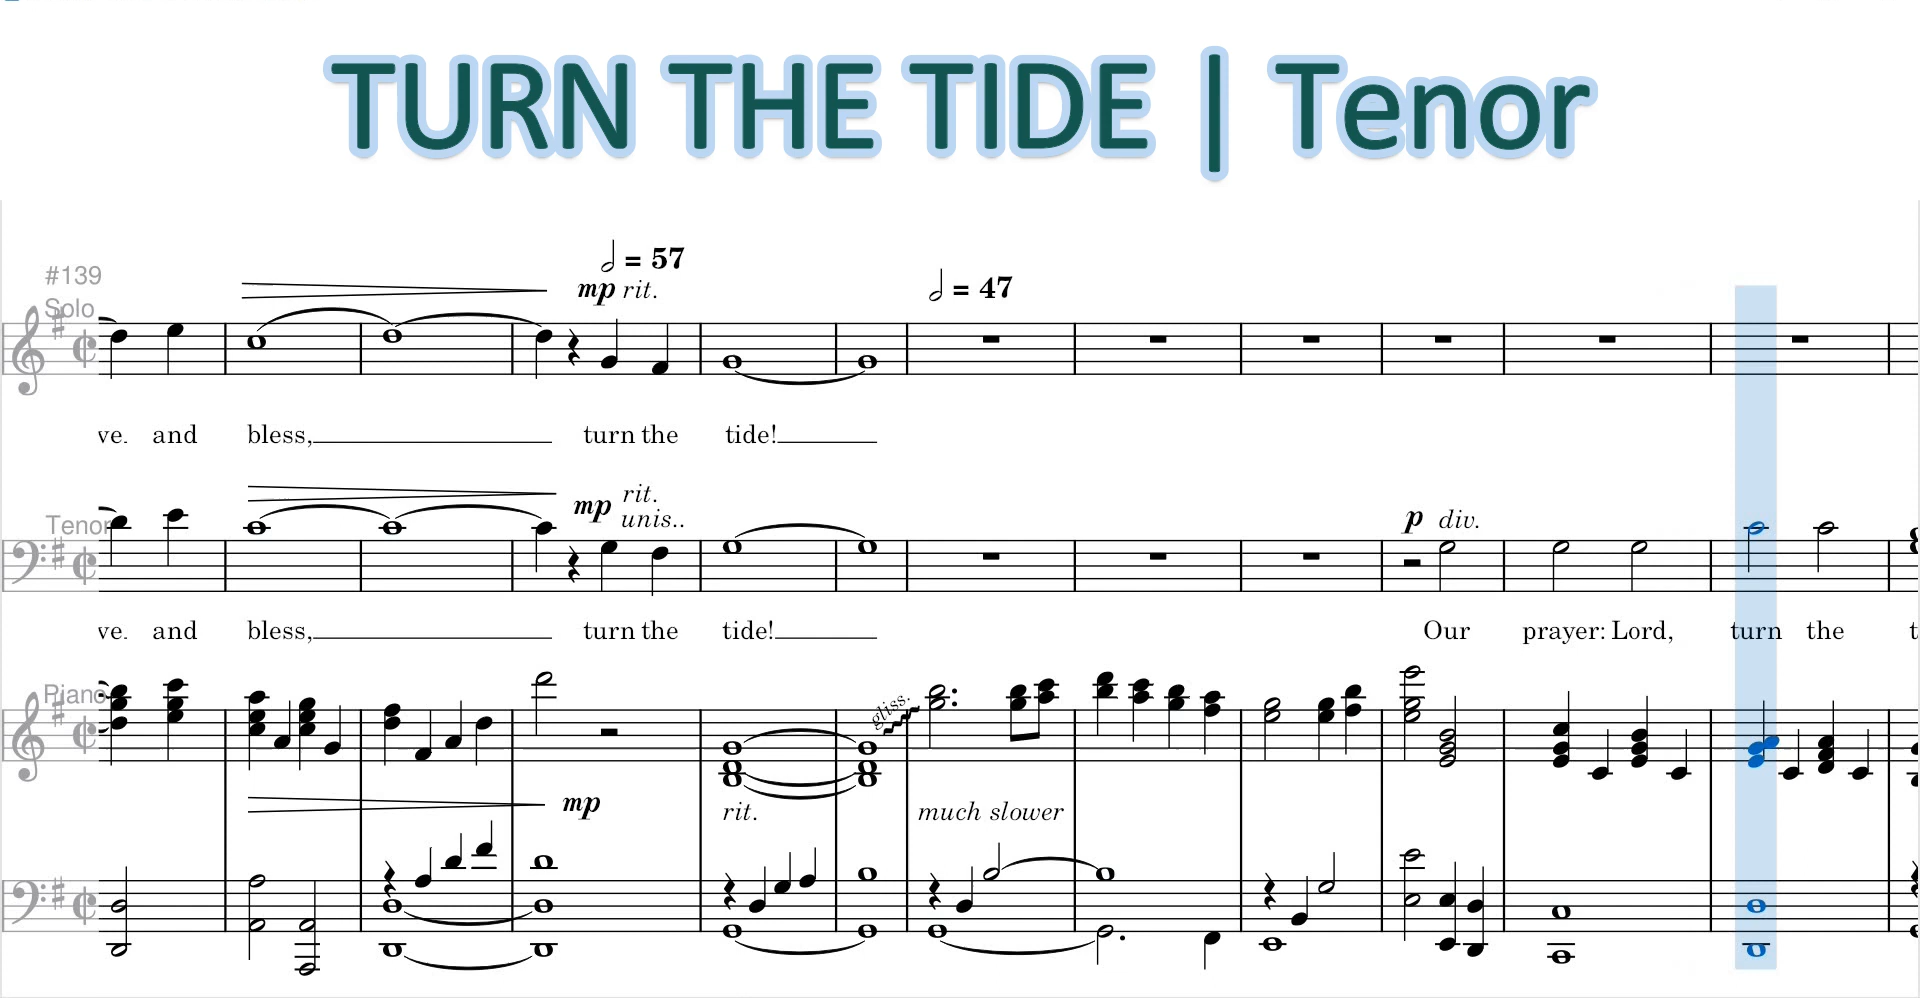 TURN THE TIDE | Tenor
= 57
#139
mp rit.
= 47
Solo
ve. and bless, turn the tide!
rit.
mp unis..
Tenor
p div.
ve. and bless, turn the tide! Our prayer: Lord, turn the t
Piano
gliss.
mp
rit. much slower